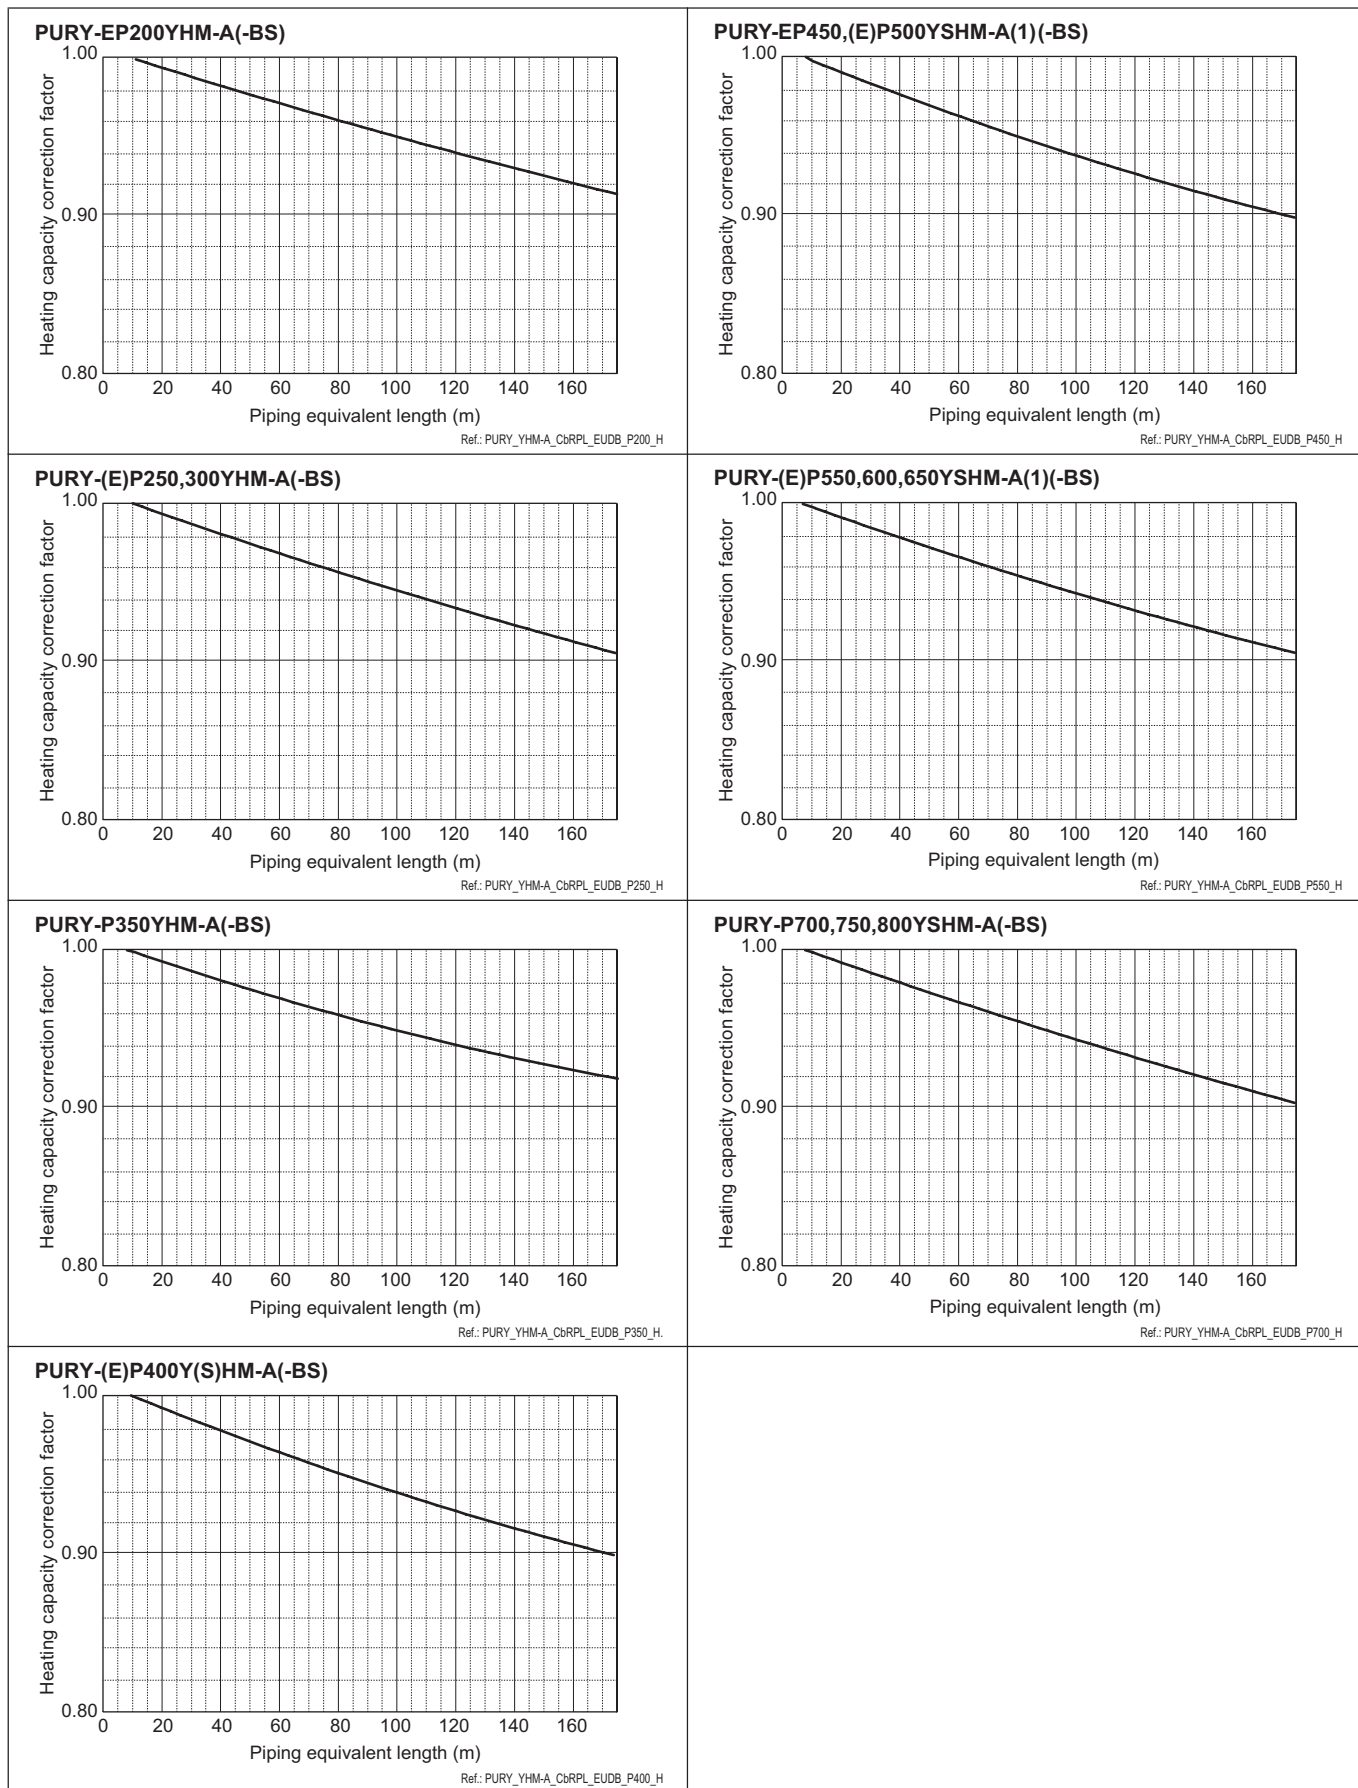 PURY-EP200YHM-A(-BS)
1.00
0.90
0.80
Heating capacity correction factor
0 20 40 60 80 100 120 140 160
Piping equivalent length (m)
Ref.: PURY_YHM-A_CbRPL_EUDB_P200_H
PURY-EP450,(E)P500YSHM-A(1)(-BS)
1.00
0.90
0.80
Heating capacity correction factor
0 20 40 60 80 100 120 140 160
Piping equivalent length (m)
Ref.: PURY_YHM-A_CbRPL_EUDB_P450_H
PURY-(E)P250,300YHM-A(-BS)
1.00
0.90
0.80
Heating capacity correction factor
0 20 40 60 80 100 120 140 160
Piping equivalent length (m)
Ref.: PURY_YHM-A_CbRPL_EUDB_P250_H
PURY-(E)P550,600,650YSHM-A(1)(-BS)
1.00
0.90
0.80
Heating capacity correction factor
0 20 40 60 80 100 120 140 160
Piping equivalent length (m)
Ref.: PURY_YHM-A_CbRPL_EUDB_P550_H
PURY-P350YHM-A(-BS)
1.00
0.90
0.80
Heating capacity correction factor
0 20 40 60 80 100 120 140 160
Piping equivalent length (m)
Ref.: PURY_YHM-A_CbRPL_EUDB_P350_H.
PURY-P700,750,800YSHM-A(-BS)
1.00
0.90
0.80
Heating capacity correction factor
0 20 40 60 80 100 120 140 160
Piping equivalent length (m)
Ref.: PURY_YHM-A_CbRPL_EUDB_P700_H
PURY-(E)P400Y(S)HM-A(-BS)
1.00
0.90
0.80
Heating capacity correction factor
0 20 40 60 80 100 120 140 160
Piping equivalent length (m)
Ref.: PURY_YHM-A_CbRPL_EUDB_P400_H